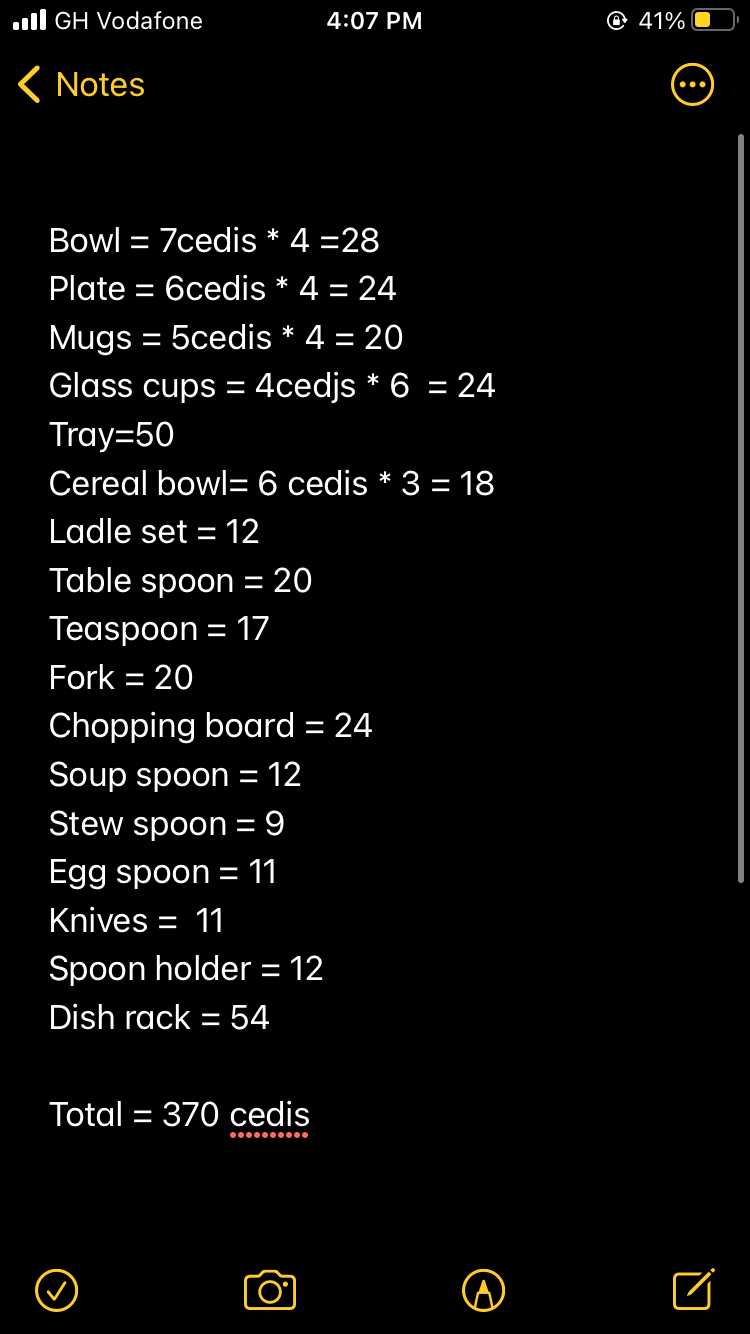 GH Vodafone 4:07 PM 41%
Notes
Bowl = 7cedis * 4 =28
Plate = 6cedis * 4 = 24
Mugs = 5cedis * 4 = 20
Glass cups = 4cedjs * 6  = 24
Tray=50
Cereal bowl= 6 cedis * 3 = 18
Ladle set = 12
Table spoon = 20
Teaspoon = 17
Fork = 20
Chopping board = 24
Soup spoon = 12
Stew spoon = 9
Egg spoon = 11
Knives =  11
Spoon holder = 12
Dish rack = 54
Total = 370 cedis